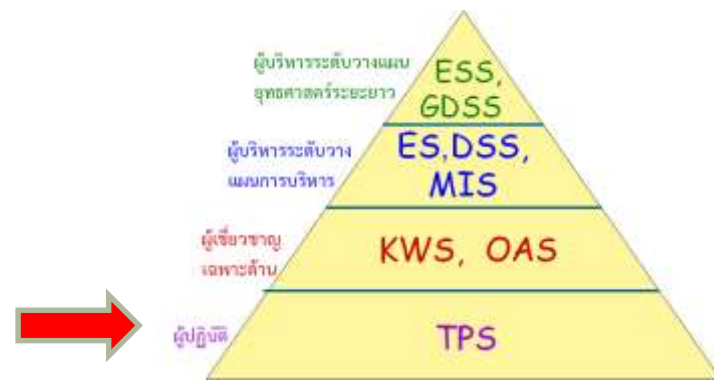 ผู้บริหารระดับวางแผน
ยุทธศาสตร์ระยะยาว
ESS,
GDSS
ผู้บริหารระดับวาง
แผนการบริหาร
ES,DSS,
MIS
ผู้เชี่ยวชาญ
เฉพาะด้าน
KWS, OAS
ผู้ปฏิบัติ
TPS